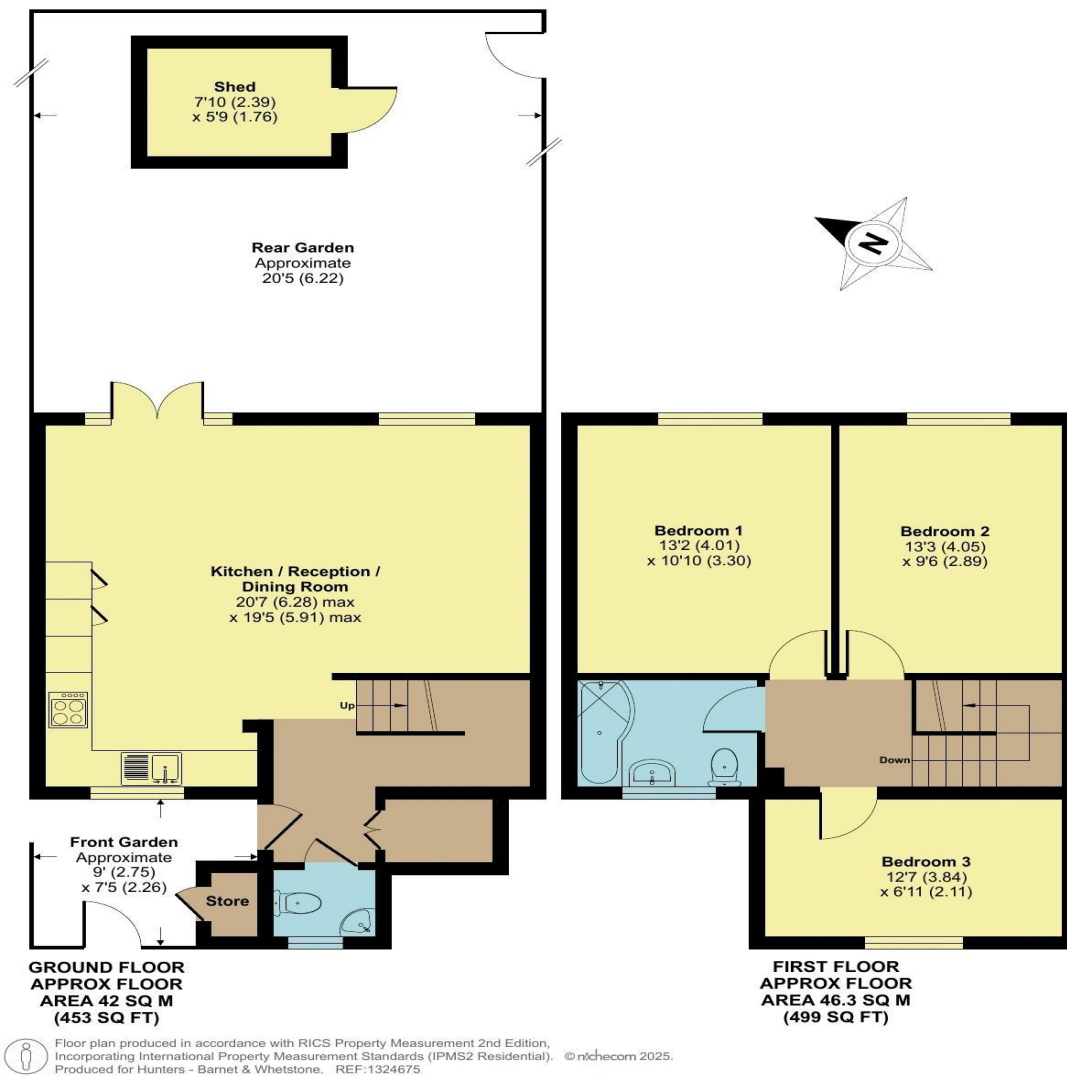 Shed
7'10 (2.39)
x 5'9 (1.76)
Rear Garden
Approximate
20'5 (6.22)
N
Kitchen / Reception /
Dining Room
20'7 (6.28) max
x 19'5 (5.91) max
Up
Bedroom 1
13'2 (4.01)
x 10'10 (3.30)
Bedroom 2
13'3 (4.05)
x 9'6 (2.89)
Down
Front Garden
Approximate
9' (2.75)
x 7'5 (2.26)
Store
Bedroom 3
12'7 (3.84)
x 6'11 (2.11)
GROUND FLOOR
APPROX FLOOR
AREA 42 SQ M
(453 SQ FT)
FIRST FLOOR
APPROX FLOOR
AREA 46.3 SQ M
(499 SQ FT)
Floor plan produced in accordance with RICS Property Measurement 2nd Edition,
Incorporating International Property Measurement Standards (IPMS2 Residential). © nichecom 2025.
Produced for Hunters - Barnet & Whetstone. REF:1324675